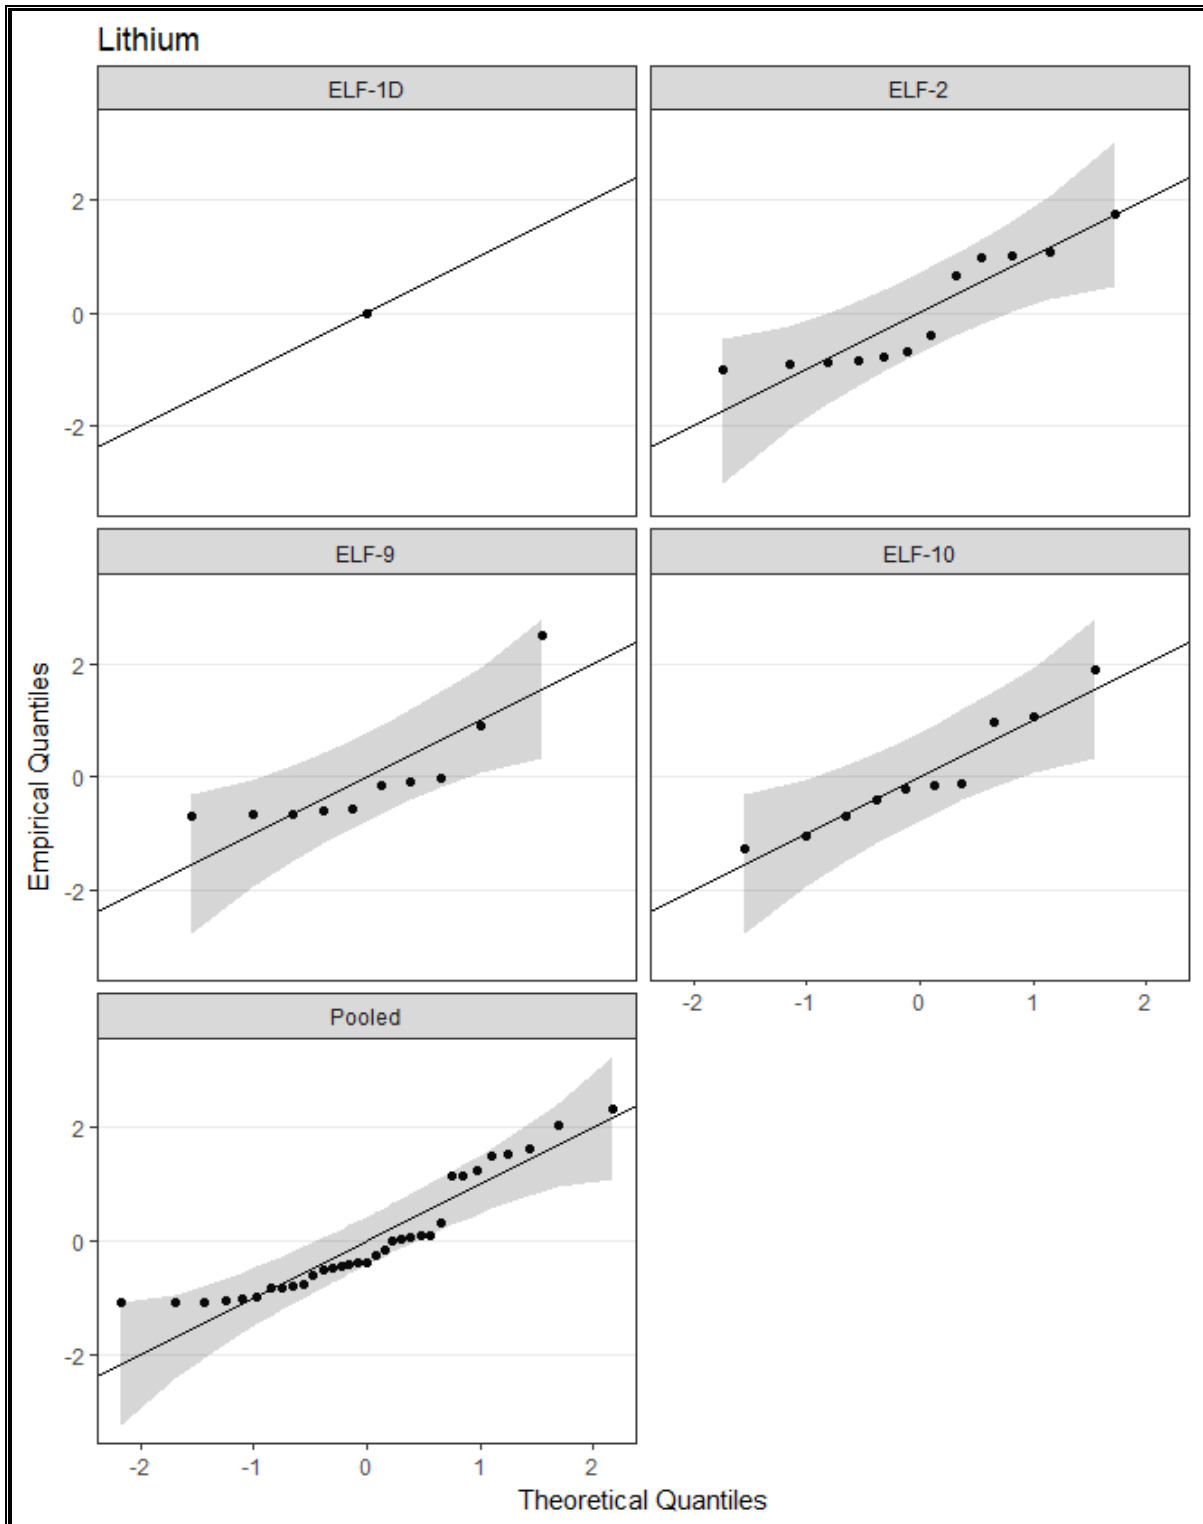 Lithium
ELF-1D
ELF-2
2
0
-2
ELF-9
ELF-10
2
0
-2
-2 -1 0 1 2
Pooled
2
0
-2
-2 -1 0 1 2
Empirical Quantiles
Theoretical Quantiles